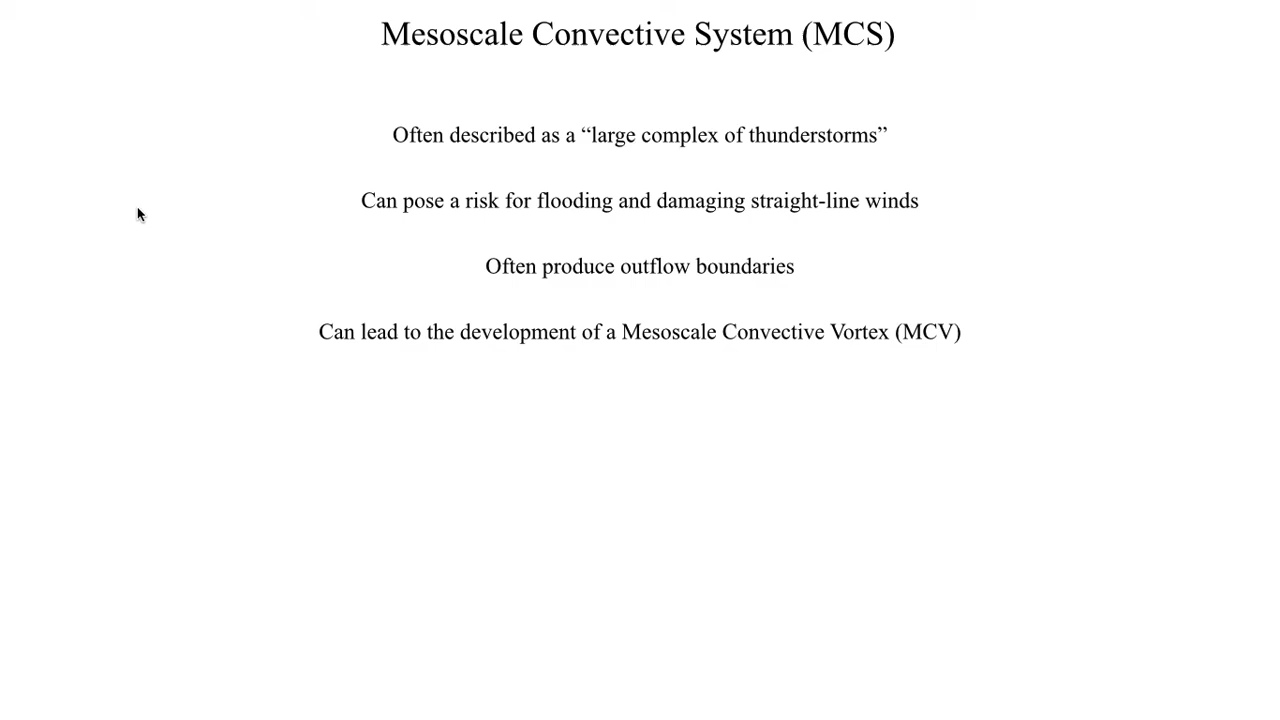 Mesoscale Convective System (MCS)
Often described as a “large complex of thunderstorms”
Can pose a risk for flooding and damaging straight-line winds
Often produce outflow boundaries
Can lead to the development of a Mesoscale Convective Vortex (MCV)